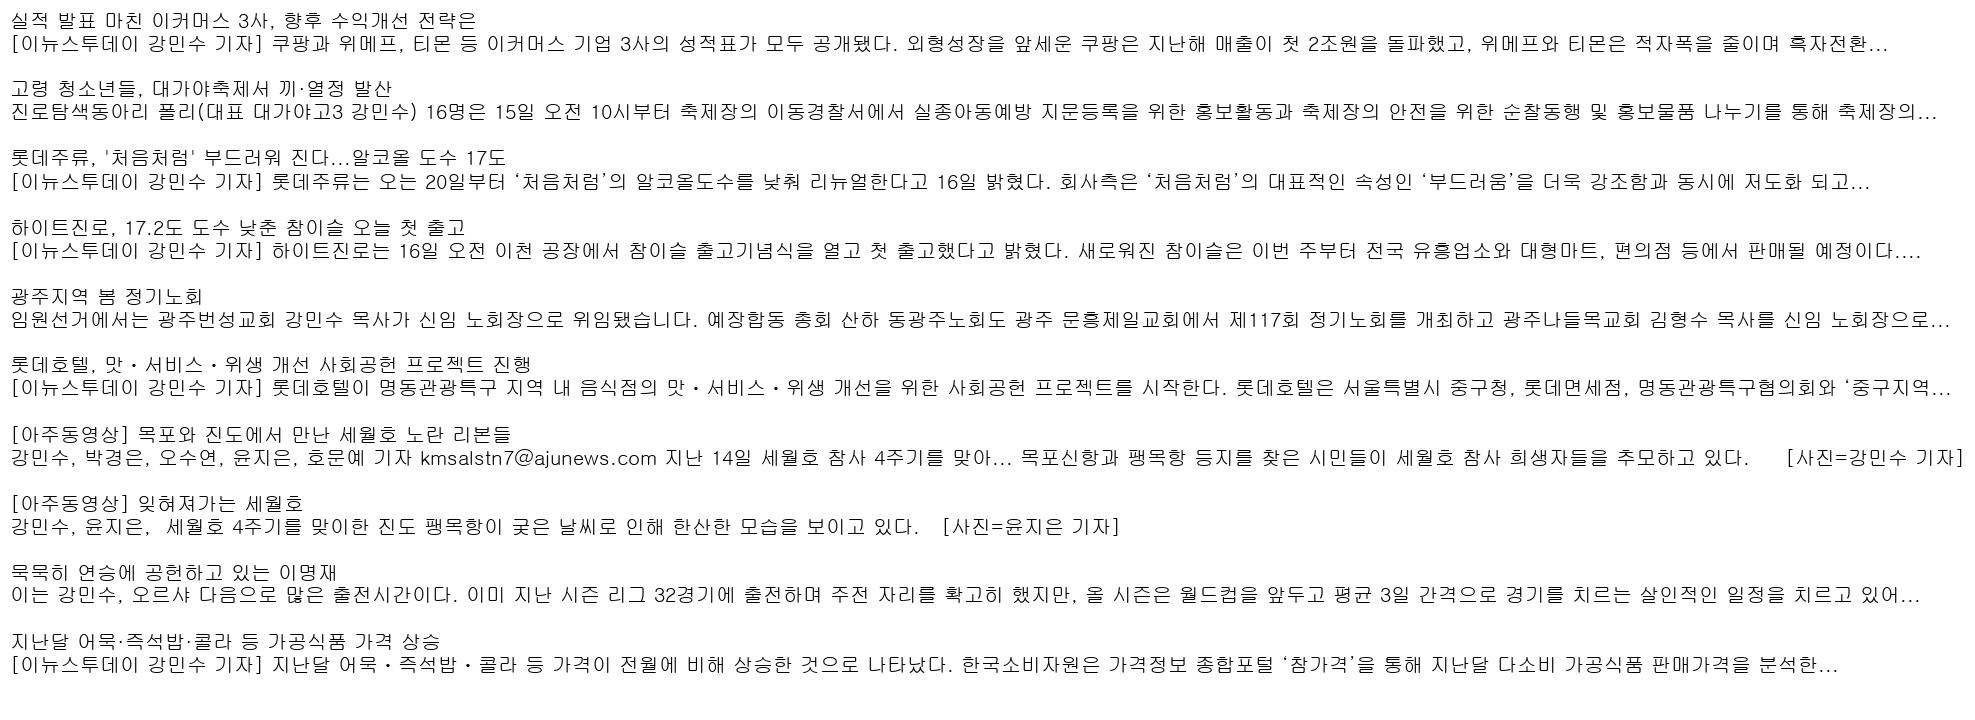 실적 발표 마친 이커머스 3사, 향후 수익개선 전략은
[이뉴스투데이 강민수 기자] 쿠팡과 위메프, 티몬 등 이커머스 기업 3사의 성적표가 모두 공개됐다. 외형성장을 앞세운 쿠팡은 지난해 매출이 첫 2조원을 돌파했고, 위메프와 티몬은 적자폭을 줄이며 흑자전환...
고령 청소년들, 대가야축제서 끼·열정 발산
진로탐색동아리 폴리(대표 대가야고3 강민수) 16명은 15일 오전 10시부터 축제장의 이동경찰서에서 실종아동예방 지문등록을 위한 홍보활동과 축제장의 안전을 위한 순찰동행 및 홍보물품 나누기를 통해 축제장의...
롯데주류, '처음처럼' 부드러워 진다...알코올 도수 17도
[이뉴스투데이 강민수 기자] 롯데주류는 오는 20일부터 ‘처음처럼’의 알코올도수를 낮춰 리뉴얼한다고 16일 밝혔다. 회사측은 ‘처음처럼’의 대표적인 속성인 ‘부드러움’을 더욱 강조함과 동시에 저도화 되고...
하이트진로, 17.2도 도수 낮춘 참이슬 오늘 첫 출고
[이뉴스투데이 강민수 기자] 하이트진로는 16일 오전 이천 공장에서 참이슬 출고기념식을 열고 첫 출고했다고 밝혔다. 새로워진 참이슬은 이번 주부터 전국 유흥업소와 대형마트, 편의점 등에서 판매될 예정이다....
광주지역 봄 정기노회
임원선거에서는 광주번성교회 강민수 목사가 신임 노회장으로 위임됐습니다. 예장합동 총회 산하 동광주노회도 광주 문흥제일교회에서 제117회 정기노회를 개최하고 광주나들목교회 김형수 목사를 신임 노회장으로...
롯데호텔, 맛・서비스・위생 개선 사회공헌 프로젝트 진행
[이뉴스투데이 강민수 기자] 롯데호텔이 명동관광특구 지역 내 음식점의 맛・서비스・위생 개선을 위한 사회공헌 프로젝트를 시작한다. 롯데호텔은 서울특별시 중구청, 롯데면세점, 명동관광특구협의회와 ‘중구지역...
[아주동영상] 목포와 진도에서 만난 세월호 노란 리본들
강민수, 박경은, 오수연, 윤지은, 호문예 기자 kmsalstn7@ajunews.com 지난 14일 세월호 참사 4주기를 맞아... 목포신항과 팽목항 등지를 찾은 시민들이 세월호 참사 희생자들을 추모하고 있다. [사진=강민수 기자]
[아주동영상] 잊혀져가는 세월호
강민수, 윤지은, 세월호 4주기를 맞이한 진도 팽목항이 궂은 날씨로 인해 한산한 모습을 보이고 있다. [사진=윤지은 기자]
묵묵히 연승에 공헌하고 있는 이명재
이는 강민수, 오르샤 다음으로 많은 출전시간이다. 이미 지난 시즌 리그 32경기에 출전하며 주전 자리를 확고히 했지만, 올 시즌은 월드컵을 앞두고 평균 3일 간격으로 경기를 치르는 살인적인 일정을 치르고 있어...
지난달 어묵·즉석밥·콜라 등 가공식품 가격 상승
[이뉴스투데이 강민수 기자] 지난달 어묵・즉석밥・콜라 등 가격이 전월에 비해 상승한 것으로 나타났다. 한국소비자원은 가격정보 종합포털 ‘참가격’을 통해 지난달 다소비 가공식품 판매가격을 분석한...